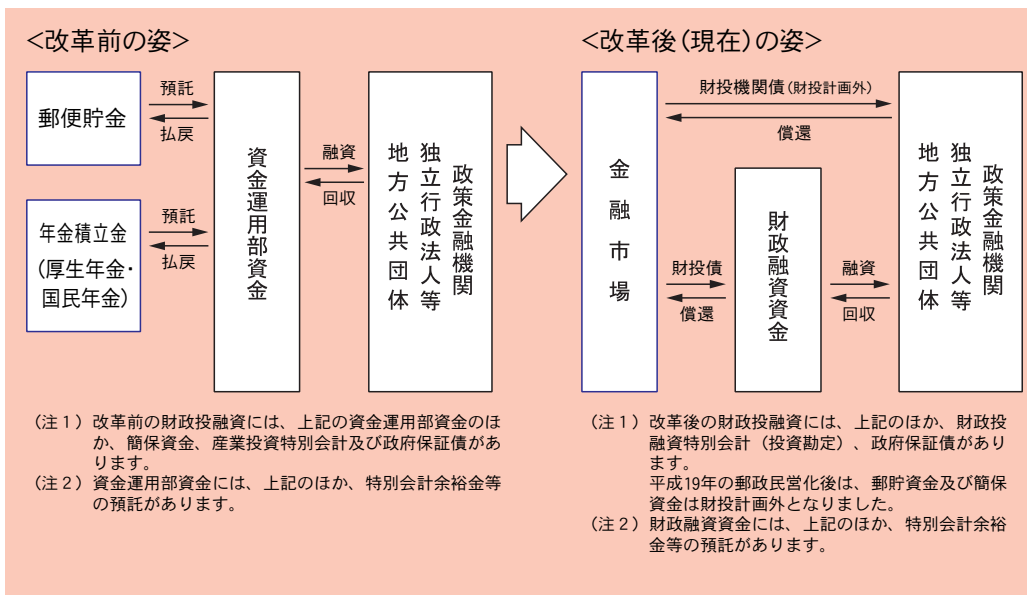 <改革前の姿>
郵便貯金
預託
払戻
年金積立金
(厚生年金・
国民年金)
預託
払戻
資金運用部資金
融資
回収
政策金融機関
独立行政法人等
地方公共団体
(注1)改革前の財政投融資には、上記の資金運用部資金のほ
か、簡保資金、産業投資特別会計及び政府保証債があ
ります。
(注2)資金運用部資金には、上記のほか、特別会計余裕金等
の預託があります。
<改革後(現在)の姿>
金融市場
財投機関債(財投計画外)
償還
財投債
償還
財政融資資金
融資
回収
政策金融機関
独立行政法人等
地方公共団体
(注1)改革後の財政投融資には、上記のほか、財政投
融資特別会計(投資勘定)、政府保証債があり
ます。
平成19年の郵政民営化後は、郵貯資金及び簡保
資金は財投計画外となりました。
(注2)財政融資資金には、上記のほか、特別会計余裕
金等の預託があります。